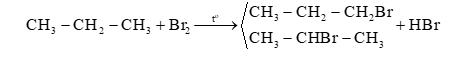 CH₃ − CH₂ − CH₂Br
CH₃ − CH₂ − CH₃ + Br₂ →(t°) ⟨ + HBr
CH₃ − CHBr − CH₃